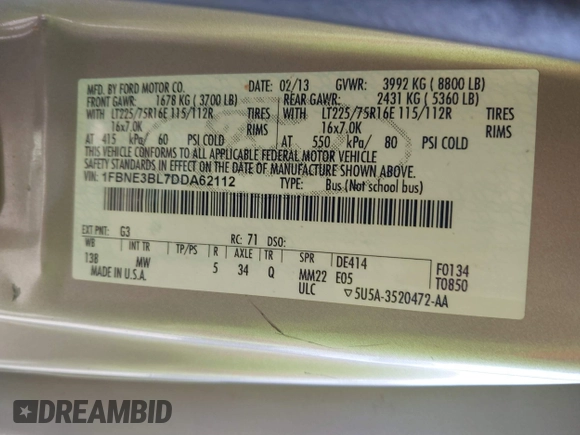 MFD. BY FORD MOTOR CO. DATE: 02/13 GVWR: 3992 KG ( 8800 LB)
FRONT GAWR: 1678 KG ( 3700 LB) REAR GAWR: 2431 KG ( 5360 LB)
WITH LT225/75R16E 115/112R TIRES WITH LT225/75R16E 115/112R TIRES
16x7.0K RIMS 16x7.0K RIMS
AT 415 kPa/ 60 PSI COLD AT 550 kPa/ 80 PSI COLD
THIS VEHICLE CONFORMS TO ALL APPLICABLE FEDERAL MOTOR VEHICLE
SAFETY STANDARDS IN EFFECT ON THE DATE OF MANUFACTURE SHOWN ABOVE.
VIN: 1FBNE3BL7DDA62112 TYPE: Bus (Not school bus)
EXT PNT: G3 RC: 71 DSO:
WB INT TR TP/PS R AXLE TR SPR DE414 F0134
138 MW 5 34 Q MM22 E05 T0850
MADE IN U.S.A. ULC ▽5U5A-3520472-AA
DREAMBID